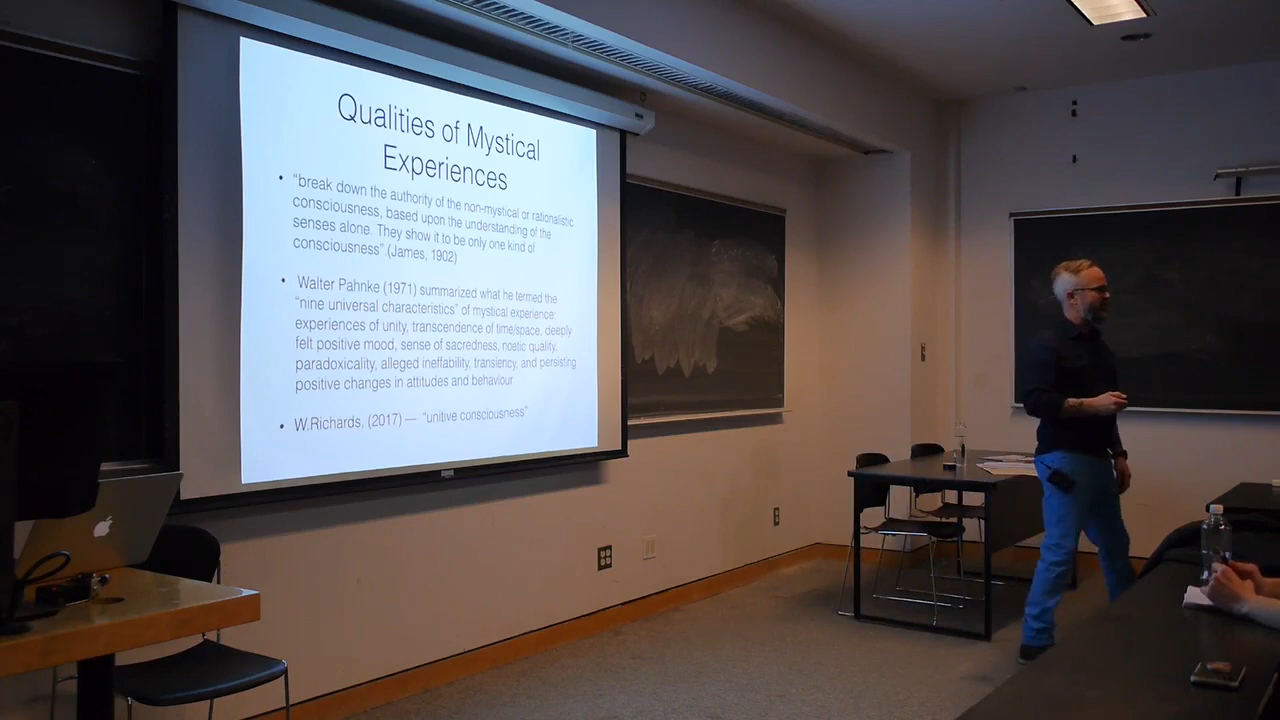 Qualities of Mystical
Experiences
• “break down the authority of the non-mystical or rationalistic
consciousness, based upon the understanding of the
senses alone. They show it to be only one kind of
consciousness” (James, 1902)
• Walter Pahnke (1971) summarized what he termed the
“nine universal characteristics” of mystical experience:
experiences of unity, transcendence of time/space, deeply
felt positive mood, sense of sacredness, noetic quality,
paradoxicality, alleged ineffability, transiency, and persisting
positive changes in attitudes and behaviour
• W.Richards, (2017) — “unitive consciousness”